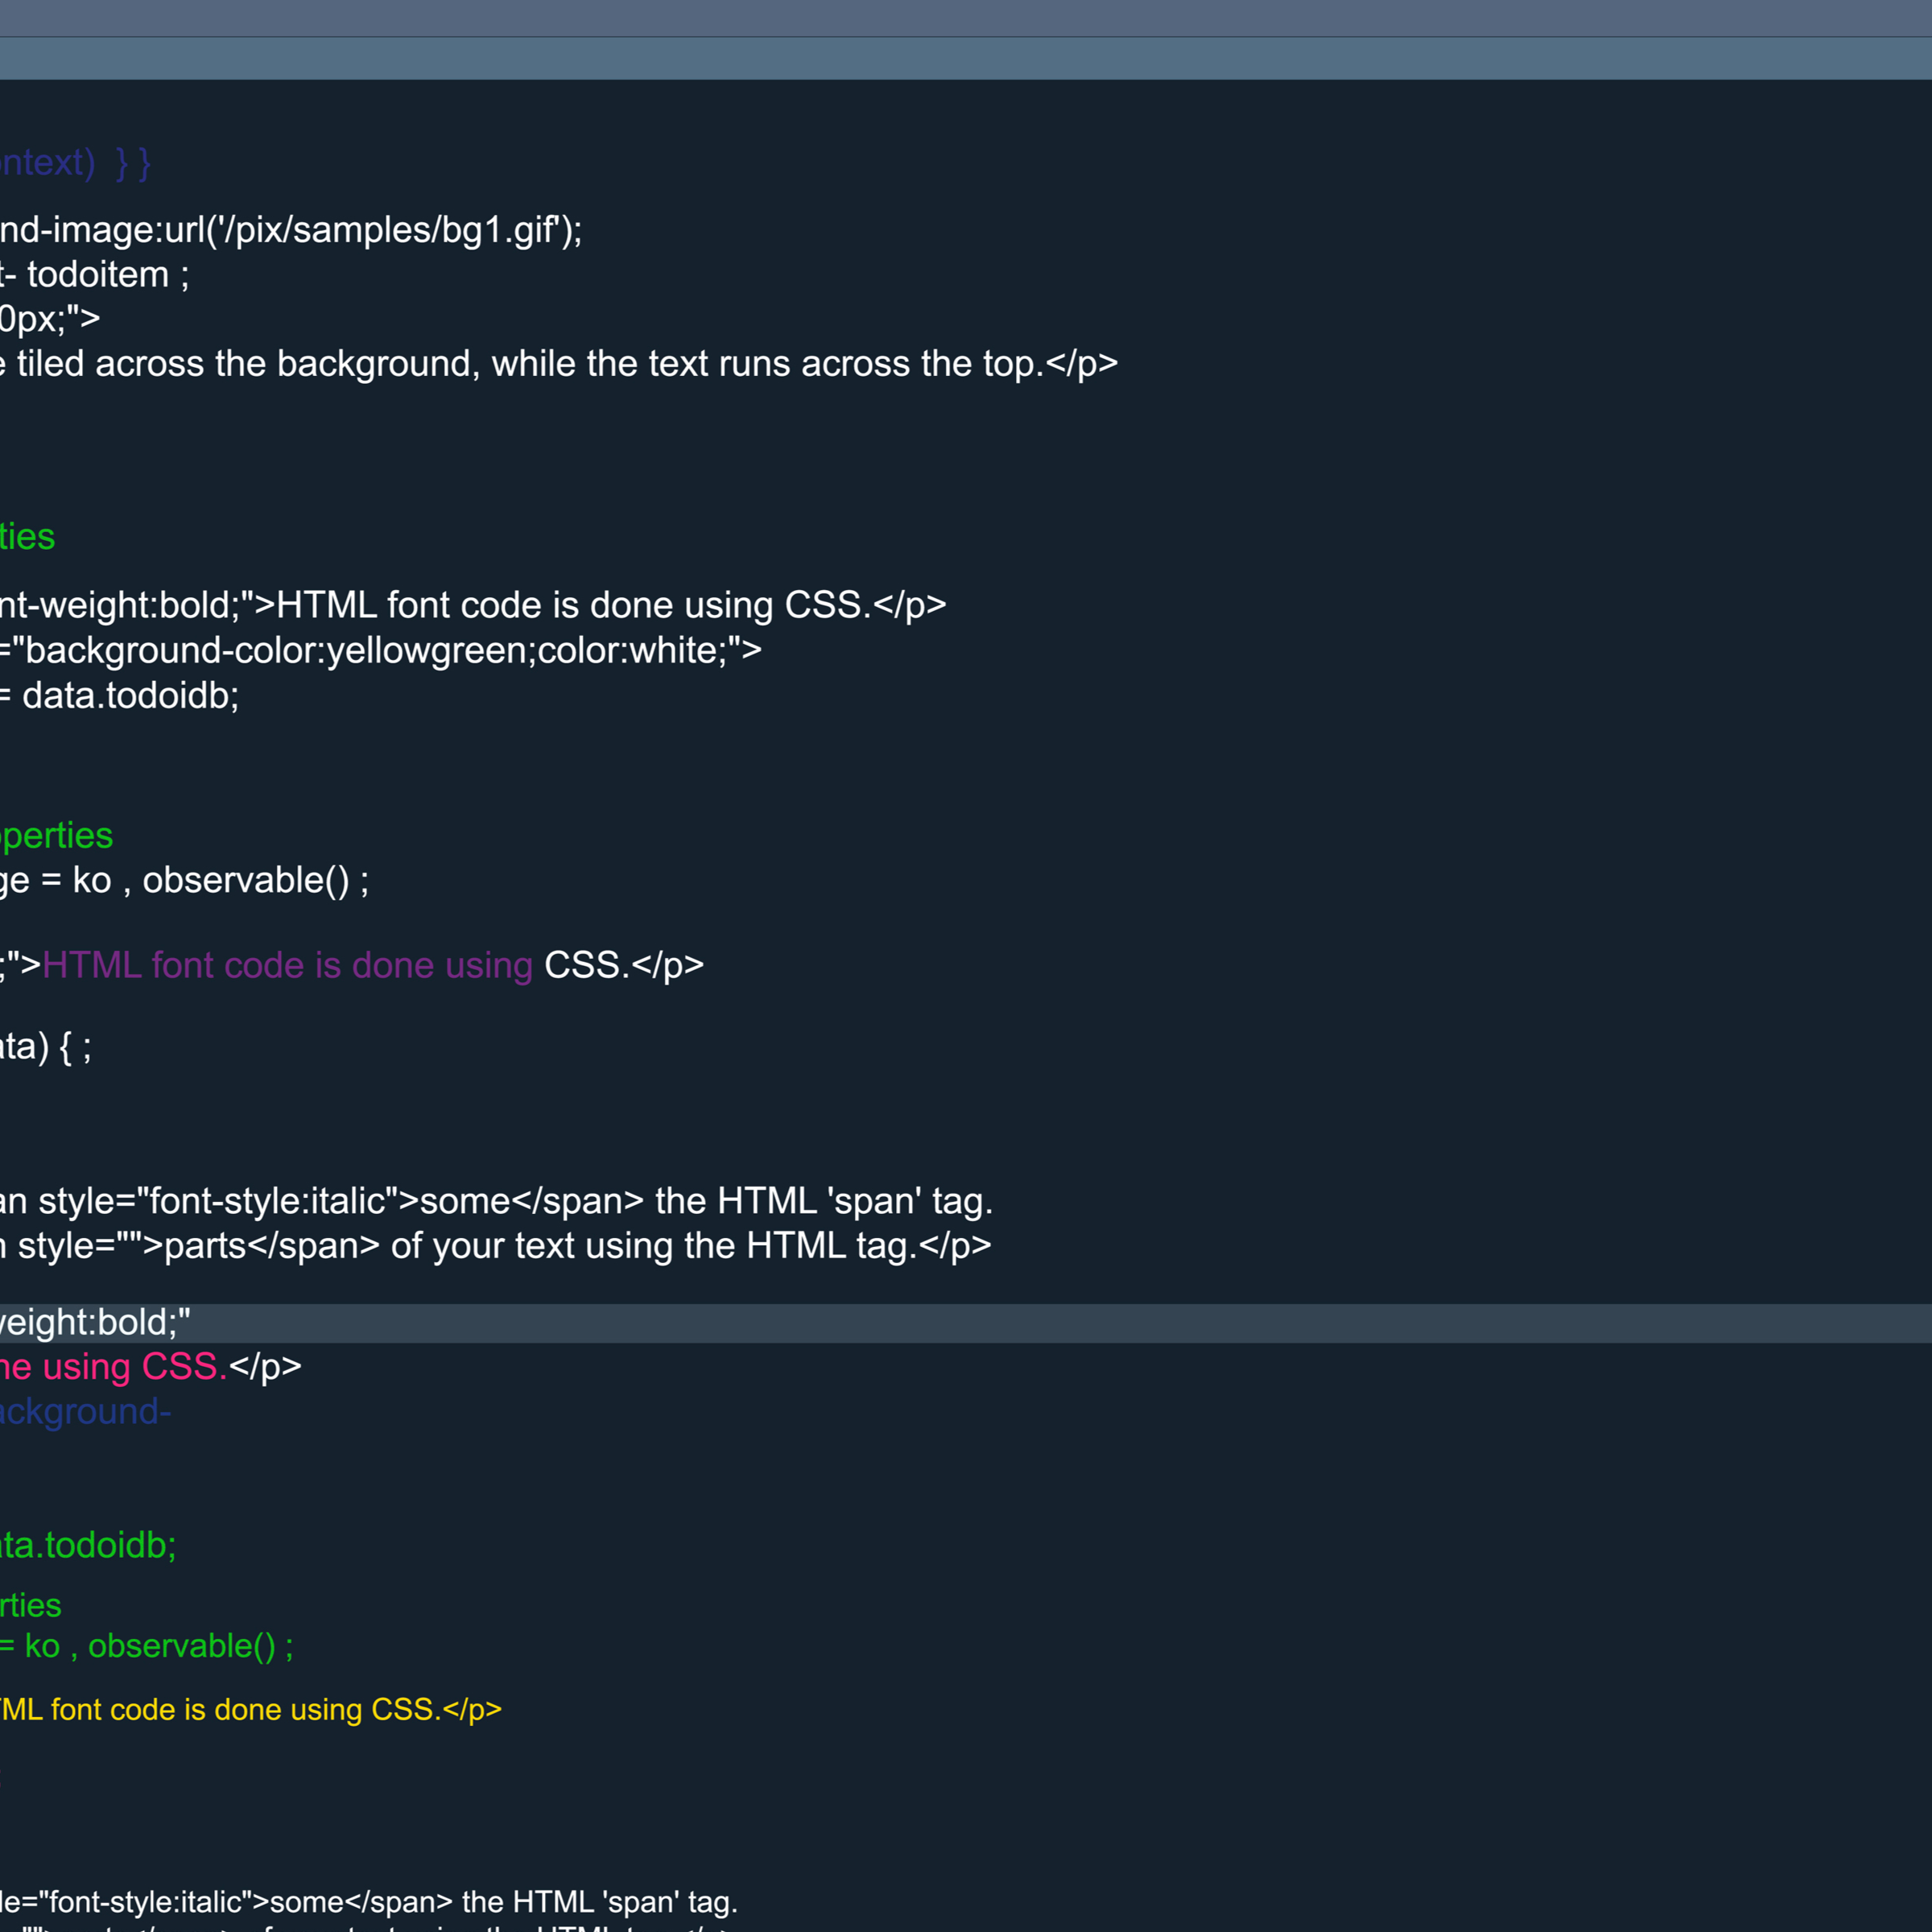 ntext) } }
nd-image:url('/pix/samples/bg1.gif');
t- todoitem ;
0px;">
e tiled across the background, while the text runs across the top.</p>
ties
nt-weight:bold;">HTML font code is done using CSS.</p>
="background-color:yellowgreen;color:white;">
= data.todoidb;
perties
ge = ko , observable() ;
;">HTML font code is done using CSS.</p>
ata) { ;
an style="font-style:italic">some</span> the HTML 'span' tag.
n style="">parts</span> of your text using the HTML tag.</p>
weight:bold;"
ne using CSS.</p>
ackground-
ata.todoidb;
rties
= ko , observable() ;
ML font code is done using CSS.</p>
le="font-style:italic">some</span> the HTML 'span' tag.